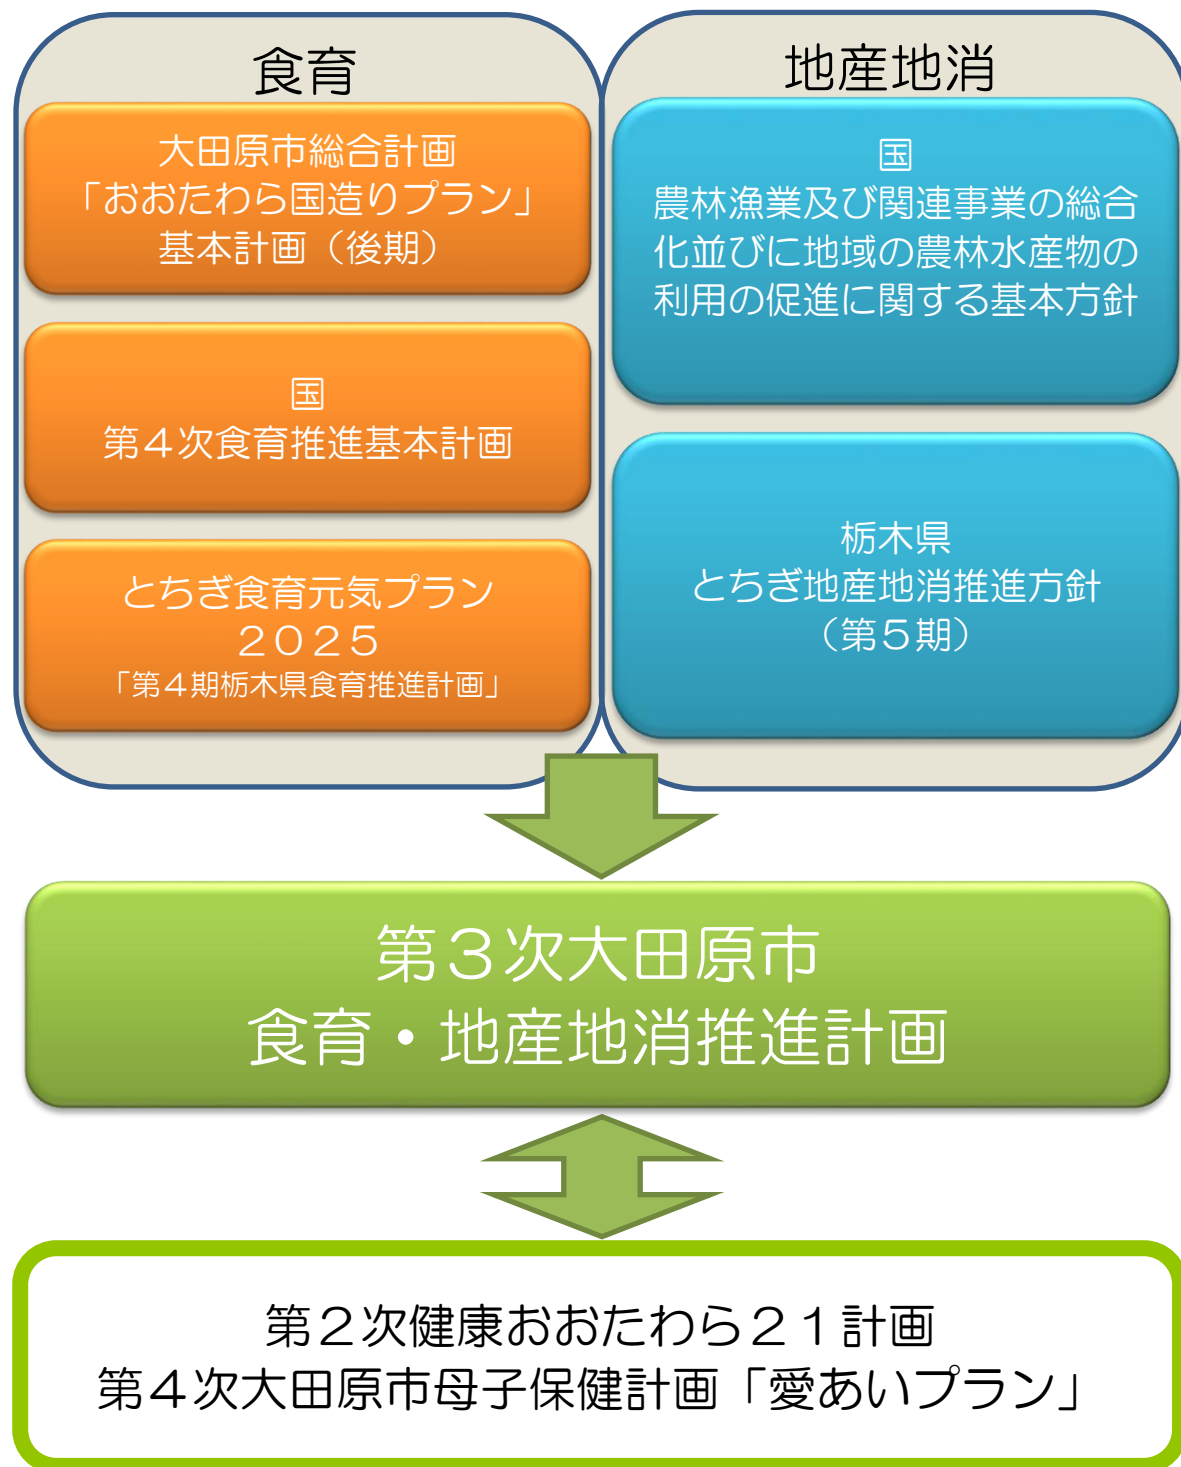 食育
大田原市総合計画
「おおたわら国造りプラン」
基本計画（後期）
国
第４次食育推進基本計画
とちぎ食育元気プラン
２０２５
「第４期栃木県食育推進計画」
地産地消
国
農林漁業及び関連事業の総合
化並びに地域の農林水産物の
利用の促進に関する基本方針
栃木県
とちぎ地産地消推進方針
（第５期）
第３次大田原市
食育・地産地消推進計画
第２次健康おおたわら２１計画
第４次大田原市母子保健計画「愛あいプラン」